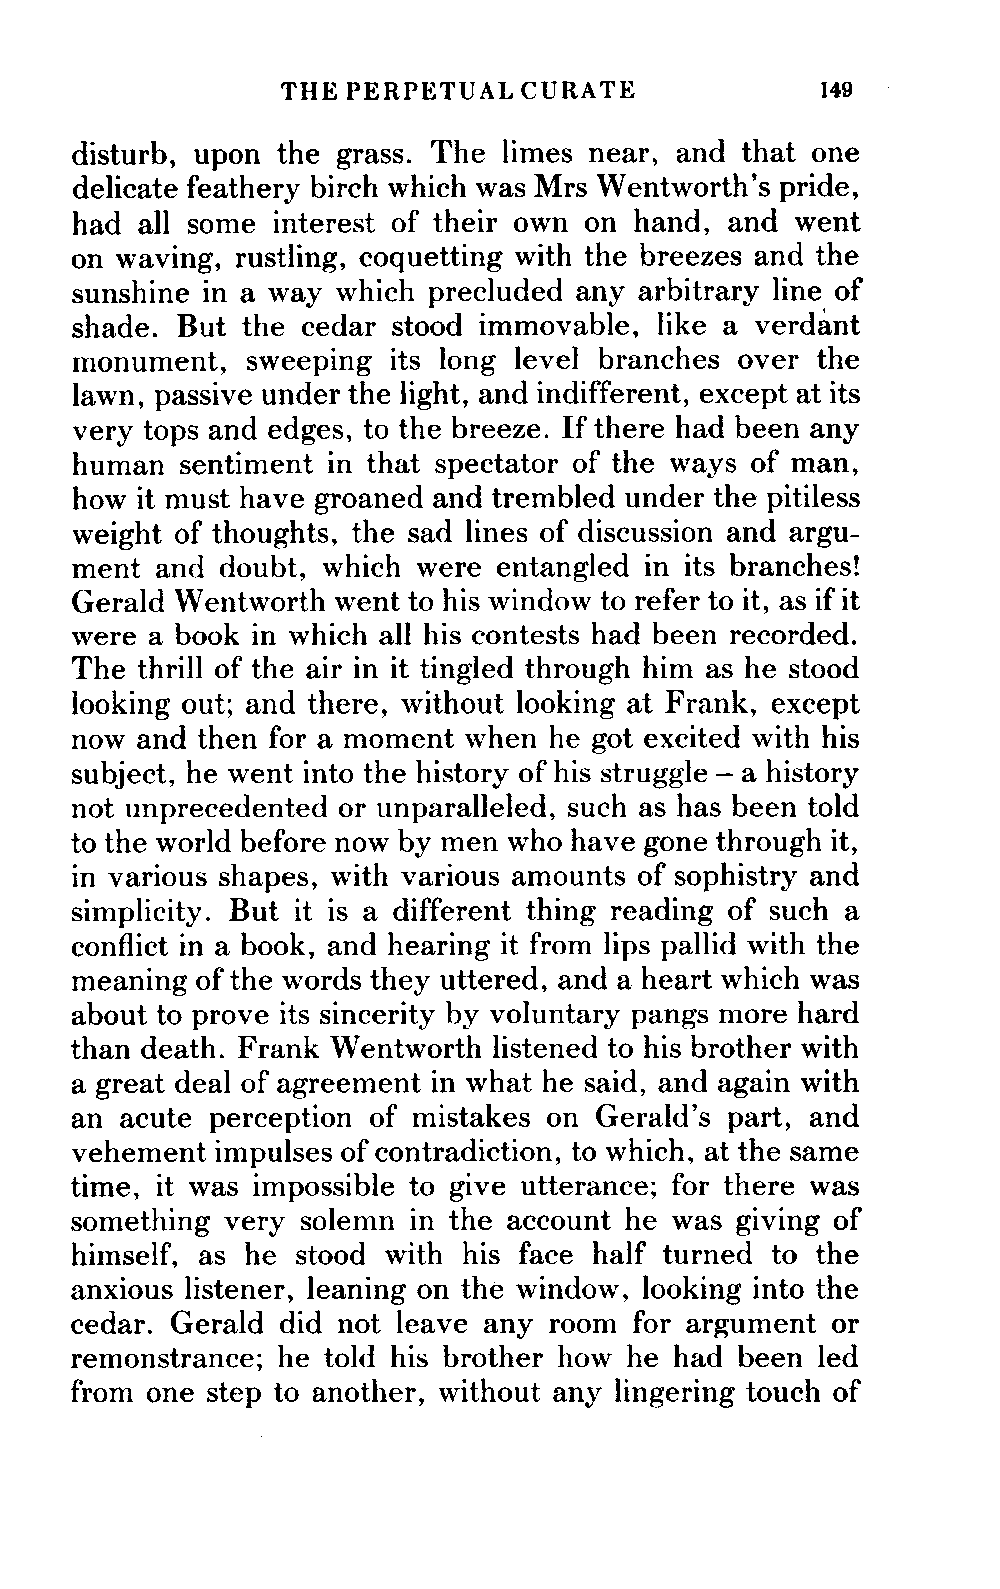 THE PERPETUAL CURATE 149
disturb, upon the grass. The limes near, and that one
delicate feathery birch which was Mrs Wentworth's pride,
had all some interest of their own on hand, and went
on waving, rustling, coquetting with the breezes and the
sunshine in a way which precluded any arbitrary line of
shade. But the cedar stood immovable, like a verdant
monument, sweeping its long level branches over the
lawn, passive under the light, and indifferent, except at its
very tops and edges, to the breeze. If there had been any
human sentiment in that spectator of the ways of man,
how it must have groaned and trembled under the pitiless
weight of thoughts, the sad lines of discussion and argu-
ment and doubt, which were entangled in its branches!
Gerald Wentworth went to his window to refer to it, as if it
were a book in which all his contests had been recorded.
The thrill of the air in it tingled through him as he stood
looking out; and there, without looking at Frank, except
now and then for a moment when he got excited with his
subject, he went into the history of his struggle – a history
not unprecedented or unparalleled, such as has been told
to the world before now by men who have gone through it,
in various shapes, with various amounts of sophistry and
simplicity. But it is a different thing reading of such a
conflict in a book, and hearing it from lips pallid with the
meaning of the words they uttered, and a heart which was
about to prove its sincerity by voluntary pangs more hard
than death. Frank Wentworth listened to his brother with
a great deal of agreement in what he said, and again with
an acute perception of mistakes on Gerald's part, and
vehement impulses of contradiction, to which, at the same
time, it was impossible to give utterance; for there was
something very solemn in the account he was giving of
himself, as he stood with his face half turned to the
anxious listener, leaning on the window, looking into the
cedar. Gerald did not leave any room for argument or
remonstrance; he told his brother how he had been led
from one step to another, without any lingering touch of